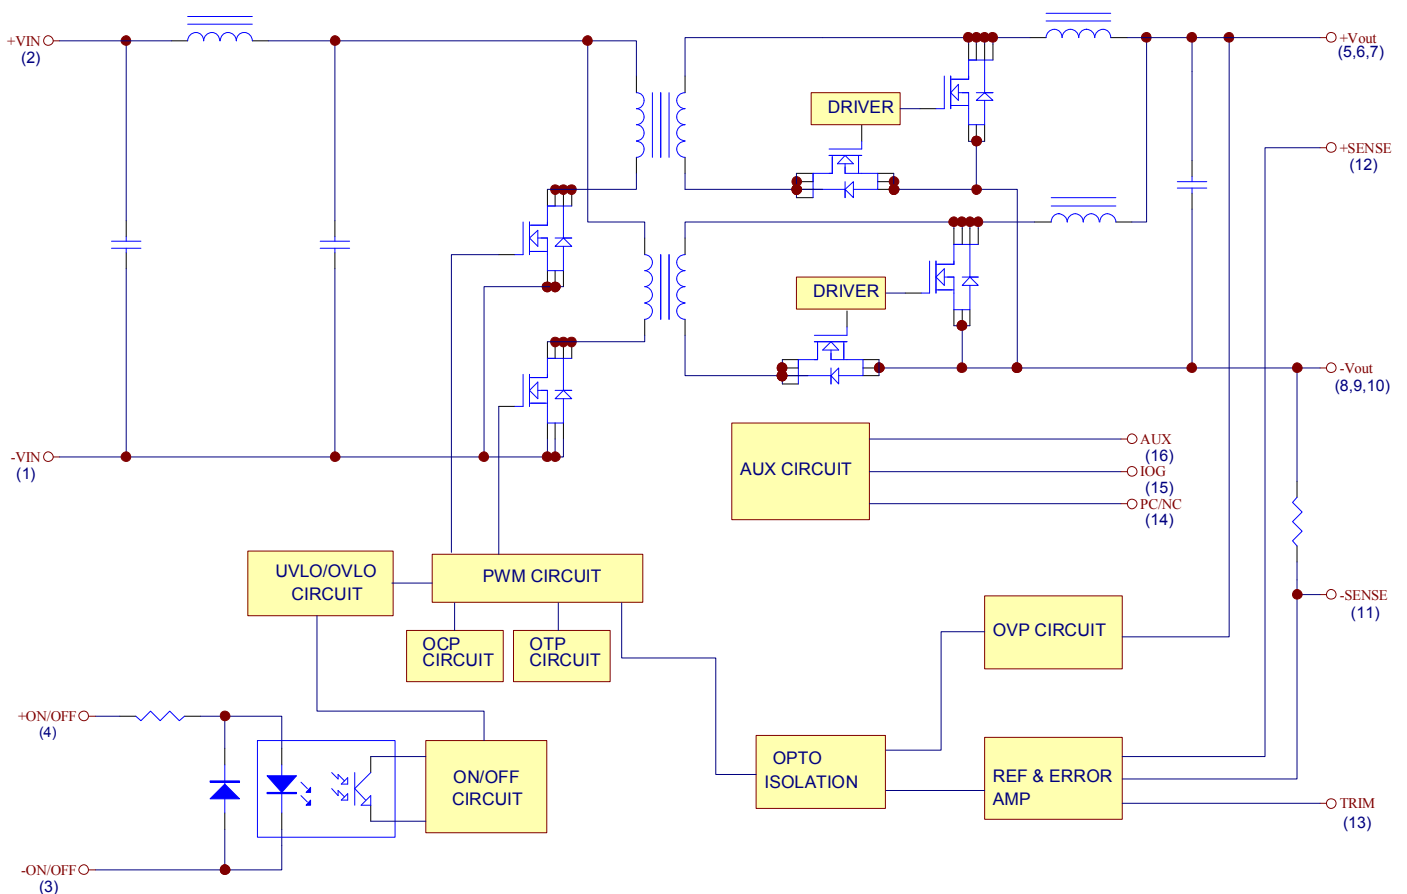 +VIN
(2)
+Vout
(5,6,7)
DRIVER
+SENSE
(12)
DRIVER
-Vout
(8,9,10)
-VIN
(1)
AUX CIRCUIT
AUX
(16)
IOG
(15)
PC/NC
(14)
UVLO/OVLO
CIRCUIT
PWM CIRCUIT
OCP
CIRCUIT
OTP
CIRCUIT
OVP CIRCUIT
-SENSE
(11)
+ON/OFF
(4)
ON/OFF
CIRCUIT
OPTO
ISOLATION
REF & ERROR
AMP
TRIM
(13)
-ON/OFF
(3)